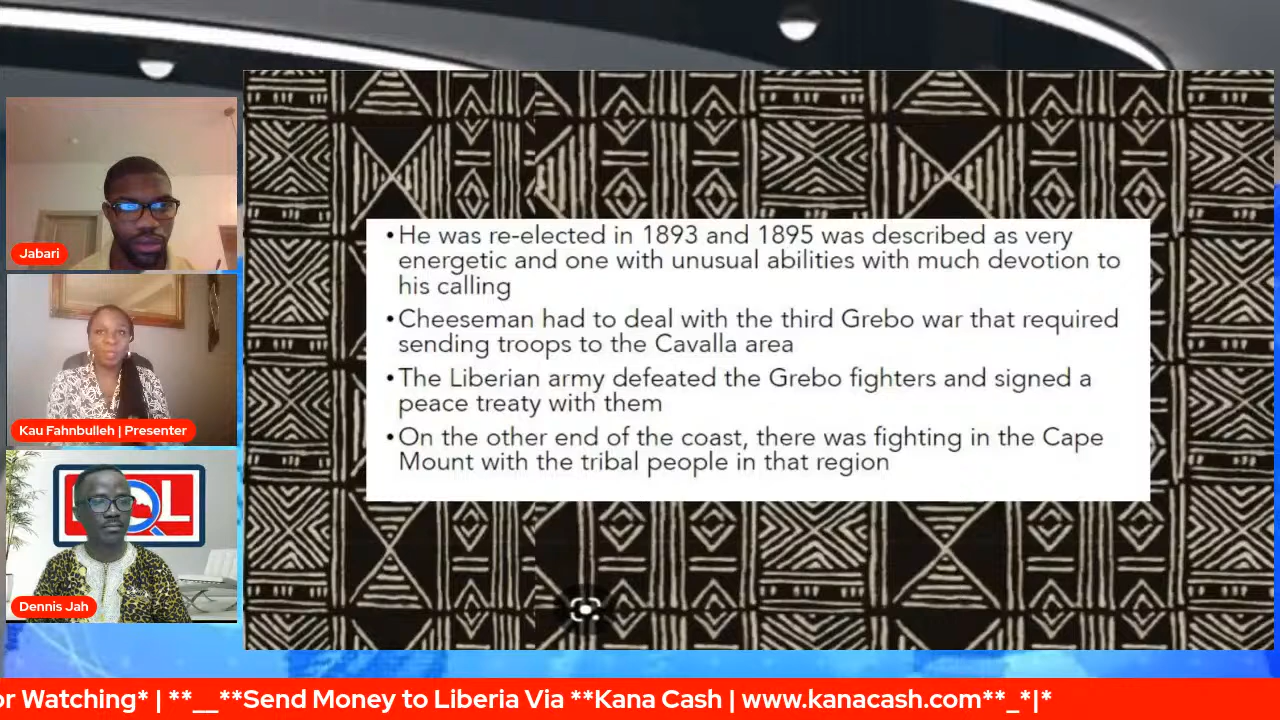 Jabari
Kau Fahnbulleh | Presenter
Dennis Jah
•He was re-elected in 1893 and 1895 was described as very
energetic and one with unusual abilities with much devotion to
his calling
•Cheeseman had to deal with the third Grebo war that required
sending troops to the Cavalla area
•The Liberian army defeated the Grebo fighters and signed a
peace treaty with them
•On the other end of the coast, there was fighting in the Cape
Mount with the tribal people in that region
or Watching* | **__**Send Money to Liberia Via **Kana Cash | www.kanacash.com**_*|*